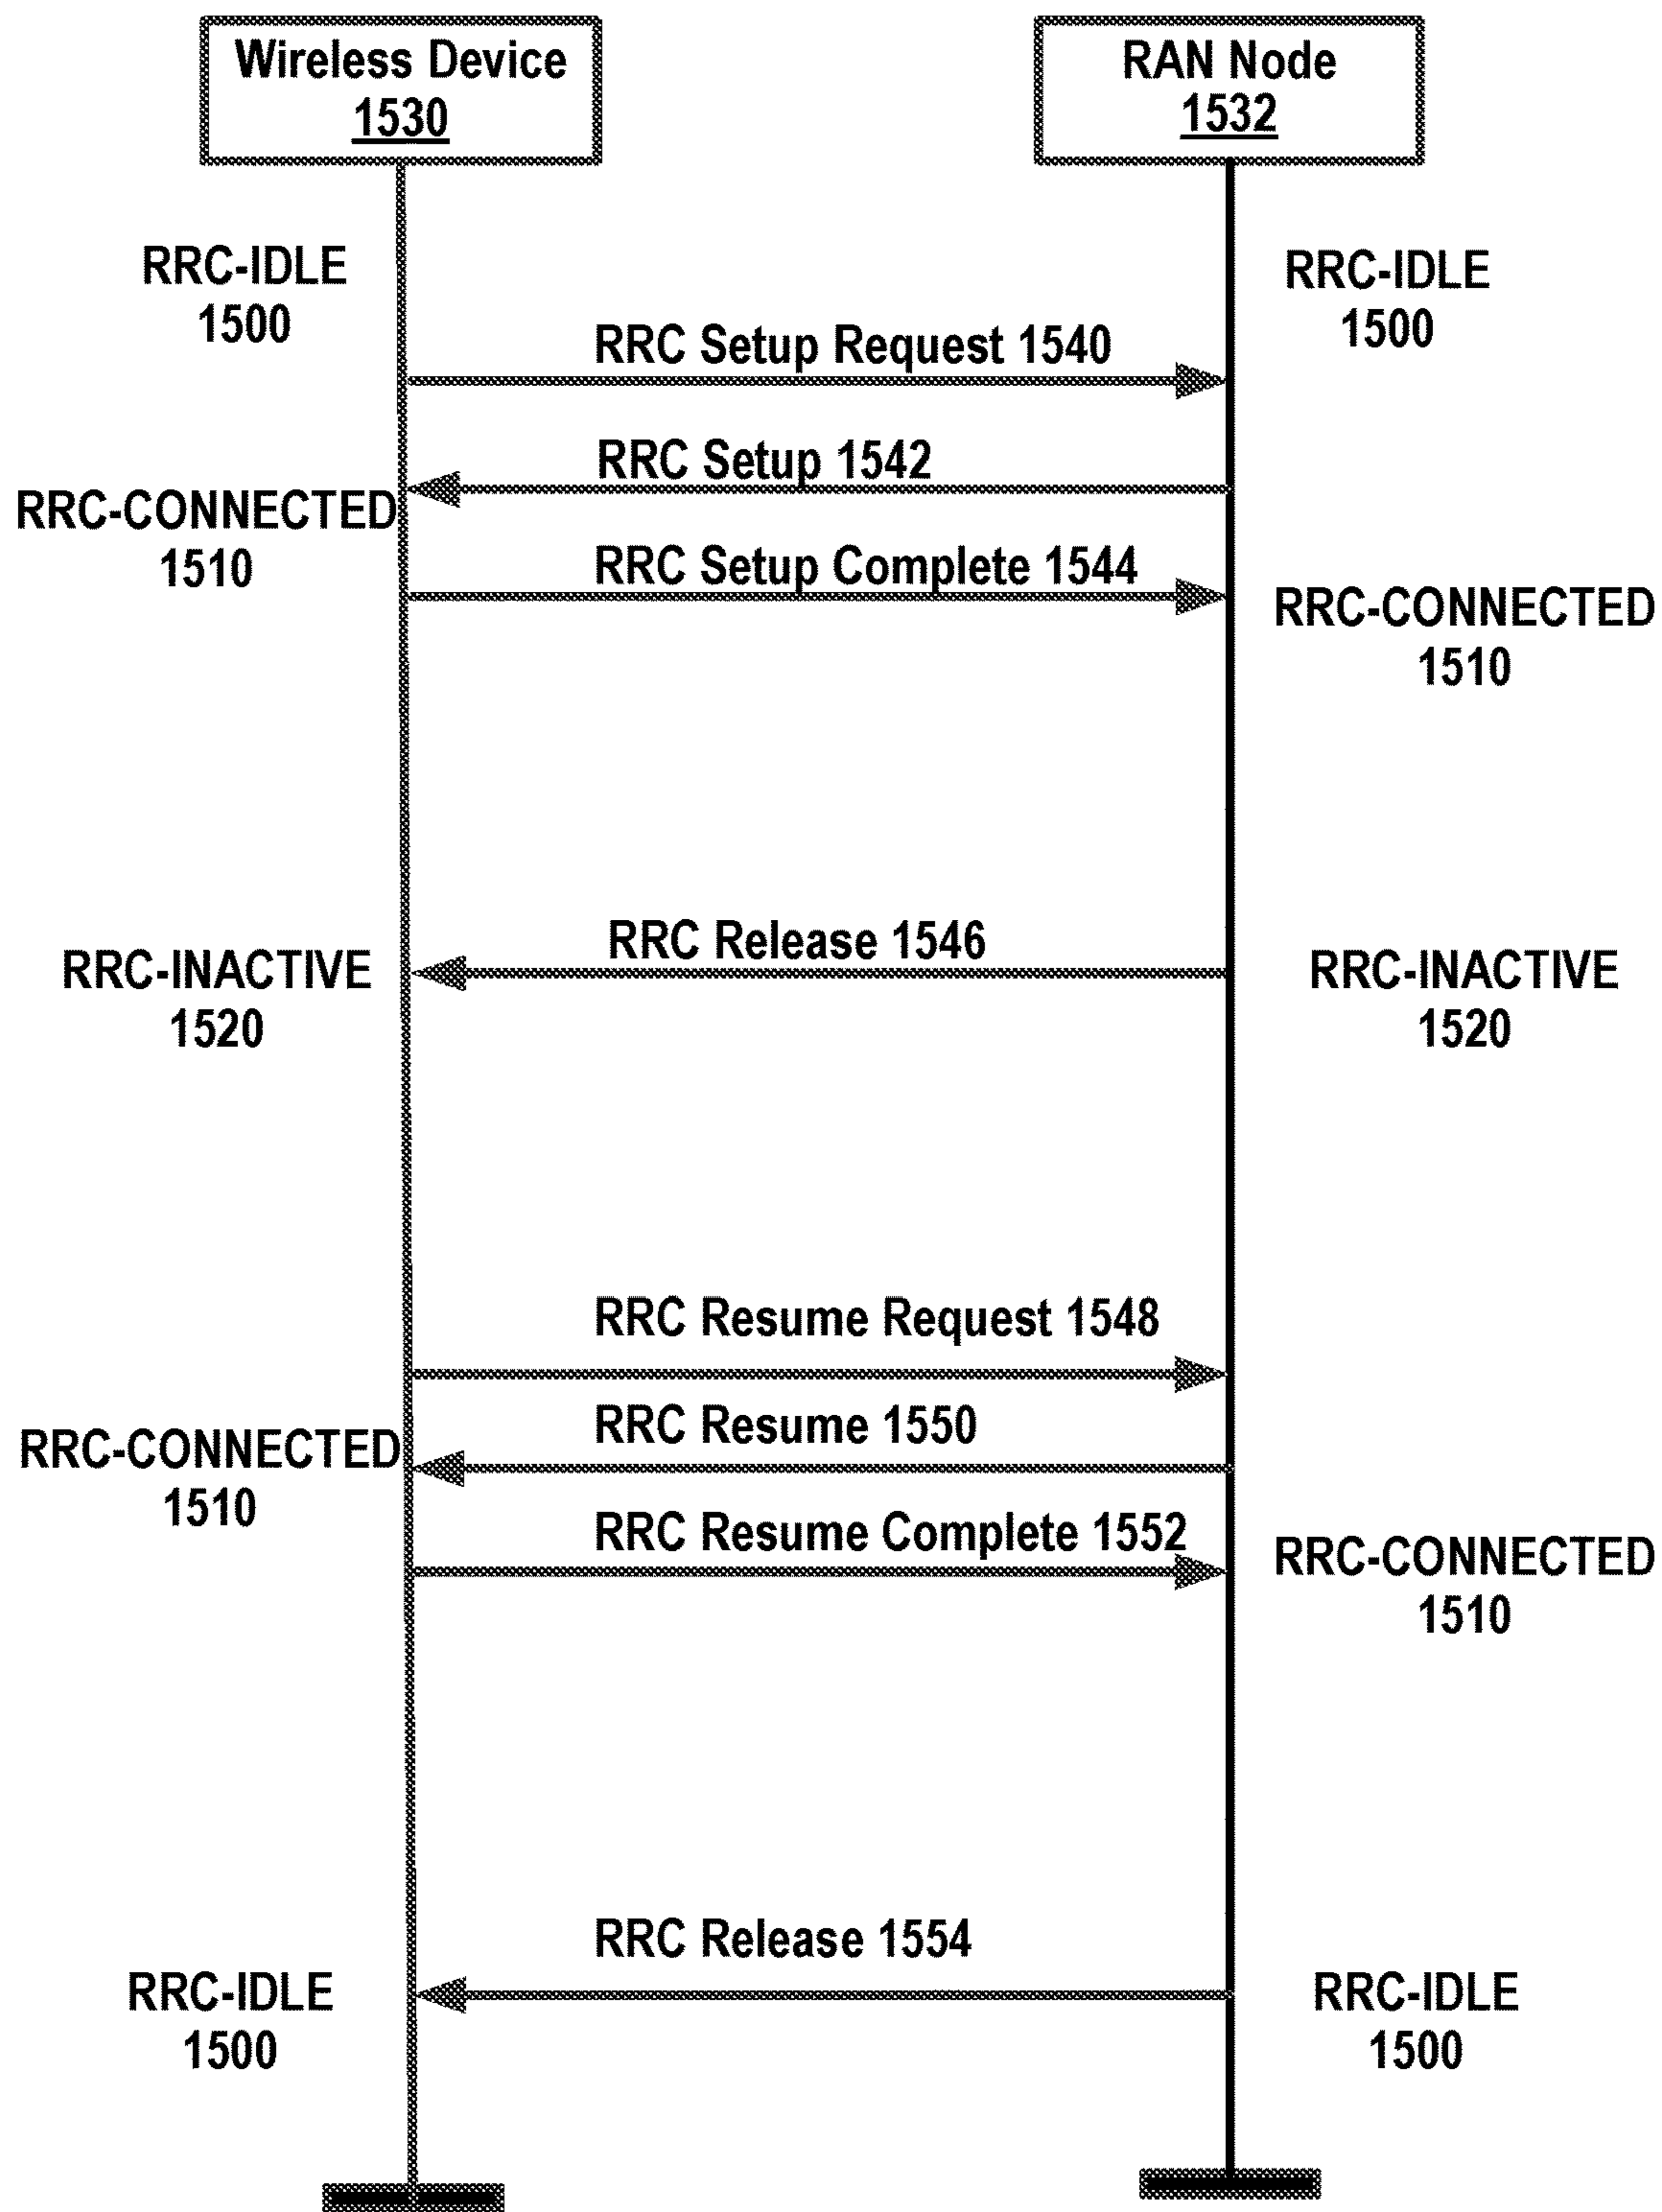 Wireless Device
1530
RAN Node
1532
RRC-IDLE
1500
RRC-IDLE
1500
RRC Setup Request 1540
RRC Setup 1542
RRC-CONNECTED
1510
RRC Setup Complete 1544
RRC-CONNECTED
1510
RRC Release 1546
RRC-INACTIVE
1520
RRC-INACTIVE
1520
RRC Resume Request 1548
RRC Resume 1550
RRC-CONNECTED
1510
RRC Resume Complete 1552
RRC-CONNECTED
1510
RRC Release 1554
RRC-IDLE
1500
RRC-IDLE
1500